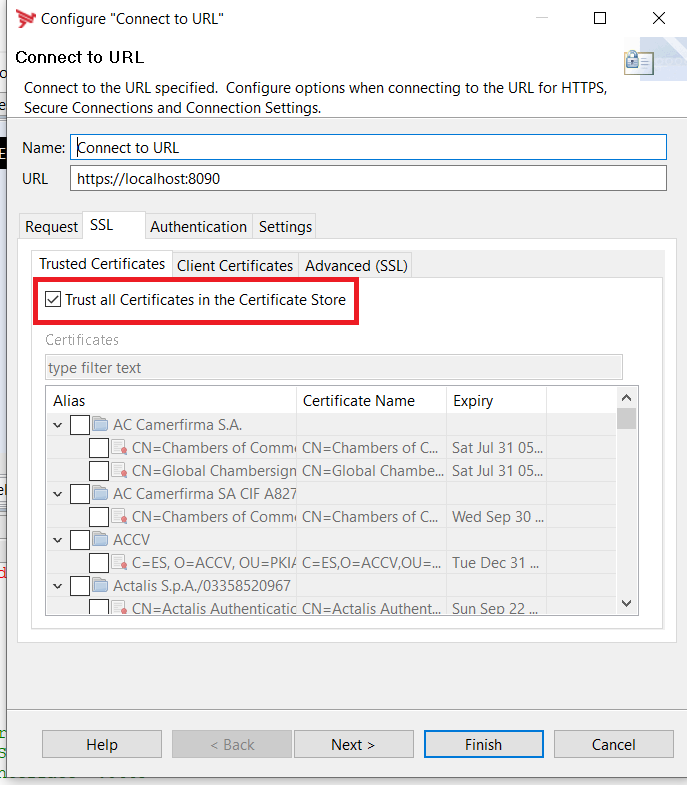 Configure "Connect to URL"
Connect to URL
Connect to the URL specified.  Configure options when connecting to the URL for HTTPS,
Secure Connections and Connection Settings.
Name: Connect to URL
URL https://localhost:8090
Request SSL Authentication Settings
Trusted Certificates Client Certificates Advanced (SSL)
Trust all Certificates in the Certificate Store
Certificates
type filter text
Alias Certificate Name Expiry
AC Camerfirma S.A.
CN=Chambers of Comme CN=Chambers of C... Sat Jul 31 05...
CN=Global Chambersign CN=Global Chambe... Sat Jul 31 05...
AC Camerfirma SA CIF A827
CN=Chambers of Comme CN=Chambers of C... Wed Sep 30 ...
ACCV
C=ES, O=ACCV, OU=PKIA C=ES,O=ACCV,OU=... Tue Dec 31 ...
Actalis S.p.A./03358520967
CN=Actalis Authenticatic CN=Actalis Authent... Sun Sep 22 ...
Help < Back Next > Finish Cancel